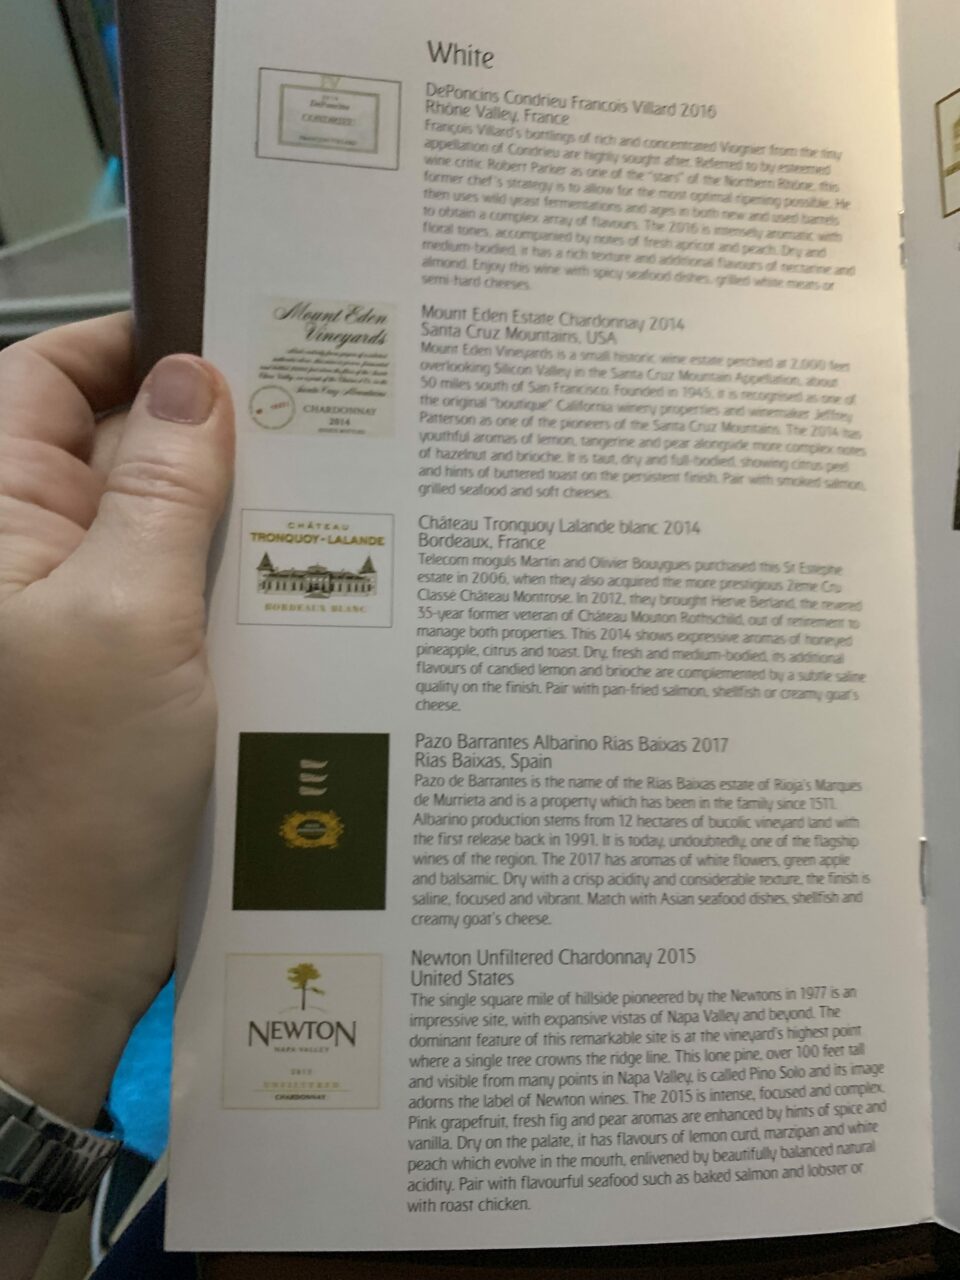 White
DePoncins
CONDRIEU
DePoncins Condrieu Francois Villard 2016
Rhône Valley, France
François Villard's bottlings of rich and concentrated Viognier from the tiny
appellation of Condrieu are highly sought after. Referred to by esteemed
wine critic Robert Parker as one of the "stars" of the Northern Rhône, this
former chef's strategy is to allow for the most optimal ripening possible. He
then uses wild yeast fermentations and ages in both new and used barrels
to obtain a complex array of flavours. The 2016 is intensely aromatic with
floral tones, accompanied by notes of fresh apricot and peach. Dry and
medium-bodied, it has a rich texture and additional flavours of nectarine and
almond. Enjoy this wine with spicy seafood dishes, grilled white meats or
semi-hard cheeses.
Mount Eden
Vineyards
Santa Cruz Mountains
CHARDONNAY
2014
Mount Eden Estate Chardonnay 2014
Santa Cruz Mountains, USA
Mount Eden Vineyards is a small historic wine estate perched at 2,000 feet
overlooking Silicon Valley in the Santa Cruz Mountain Appellation, about
50 miles south of San Francisco. Founded in 1945, it is recognised as one of
the original "boutique" California winery properties and winemaker Jeffrey
Patterson as one of the pioneers of the Santa Cruz Mountains. The 2014 has
youthful aromas of lemon, tangerine and pear alongside more complex notes
of hazelnut and brioche. It is taut, dry and full-bodied, showing citrus peel
and hints of buttered toast on the persistent finish. Pair with smoked salmon,
grilled seafood and soft cheeses.
CHÂTEAU
TRONQUOY-LALANDE
BORDEAUX BLANC
Château Tronquoy Lalande blanc 2014
Bordeaux, France
Telecom moguls Martin and Olivier Bouygues purchased this St Estephe
estate in 2006, when they also acquired the more prestigious 2eme Cru
Classé Château Montrose. In 2012, they brought Herve Berland, the revered
35-year former veteran of Château Mouton Rothschild, out of retirement to
manage both properties. This 2014 shows expressive aromas of honeyed
pineapple, citrus and toast. Dry, fresh and medium-bodied, its additional
flavours of candied lemon and brioche are complemented by a subtle saline
quality on the finish. Pair with pan-fried salmon, shellfish or creamy goat's
cheese.
Pazo Barrantes Albarino Rias Baixas 2017
Rias Baixas, Spain
Pazo de Barrantes is the name of the Rias Baixas estate of Rioja's Marques
de Murrieta and is a property which has been in the family since 1511.
Albarino production stems from 12 hectares of bucolic vineyard land with
the first release back in 1991. It is today, undoubtedly, one of the flagship
wines of the region. The 2017 has aromas of white flowers, green apple
and balsamic. Dry with a crisp acidity and considerable texture, the finish is
saline, focused and vibrant. Match with Asian seafood dishes, shellfish and
creamy goat's cheese.
NEWTON
NAPA VALLEY
UNFILTERED
CHARDONNAY
Newton Unfiltered Chardonnay 2015
United States
The single square mile of hillside pioneered by the Newtons in 1977 is an
impressive site, with expansive vistas of Napa Valley and beyond. The
dominant feature of this remarkable site is at the vineyard's highest point
where a single tree crowns the ridge line. This lone pine, over 100 feet tall
and visible from many points in Napa Valley, is called Pino Solo and its image
adorns the label of Newton wines. The 2015 is intense, focused and complex.
Pink grapefruit, fresh fig and pear aromas are enhanced by hints of spice and
vanilla. Dry on the palate, it has flavours of lemon curd, marzipan and white
peach which evolve in the mouth, enlivened by beautifully balanced natural
acidity. Pair with flavourful seafood such as baked salmon and lobster or
with roast chicken.